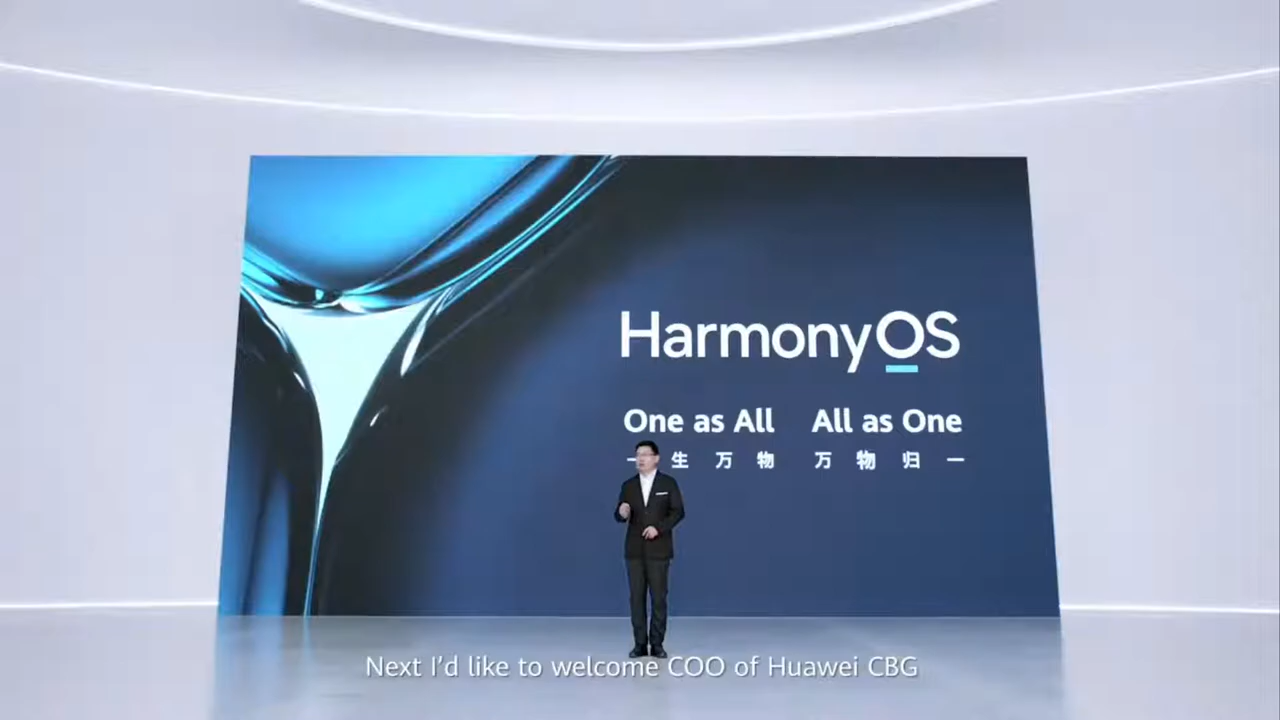 HarmonyOS
One as All All as One
一 生 万 物 万 物 归 一
Next I'd like to welcome COO of Huawei CBG